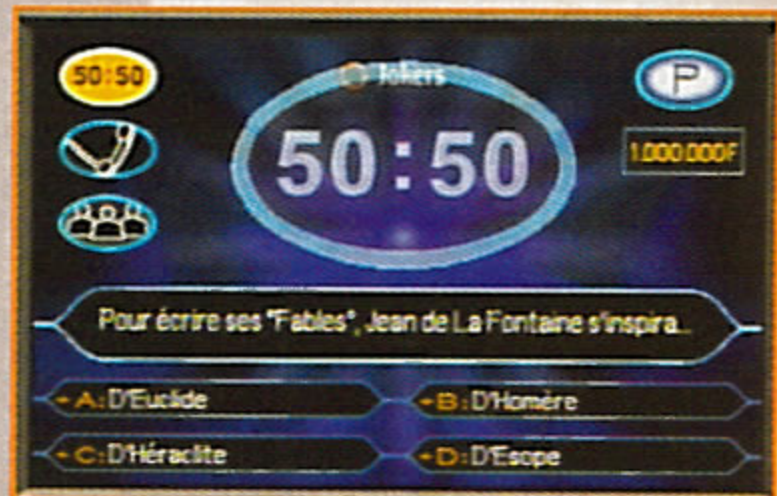 50:50
Jokers
P
50:50
1.000.000F
Pour écrire ses "Fables", Jean de La Fontaine s'inspira...
A: D'Euclide
B: D'Homère
C: D'Héraclite
D: D'Esope